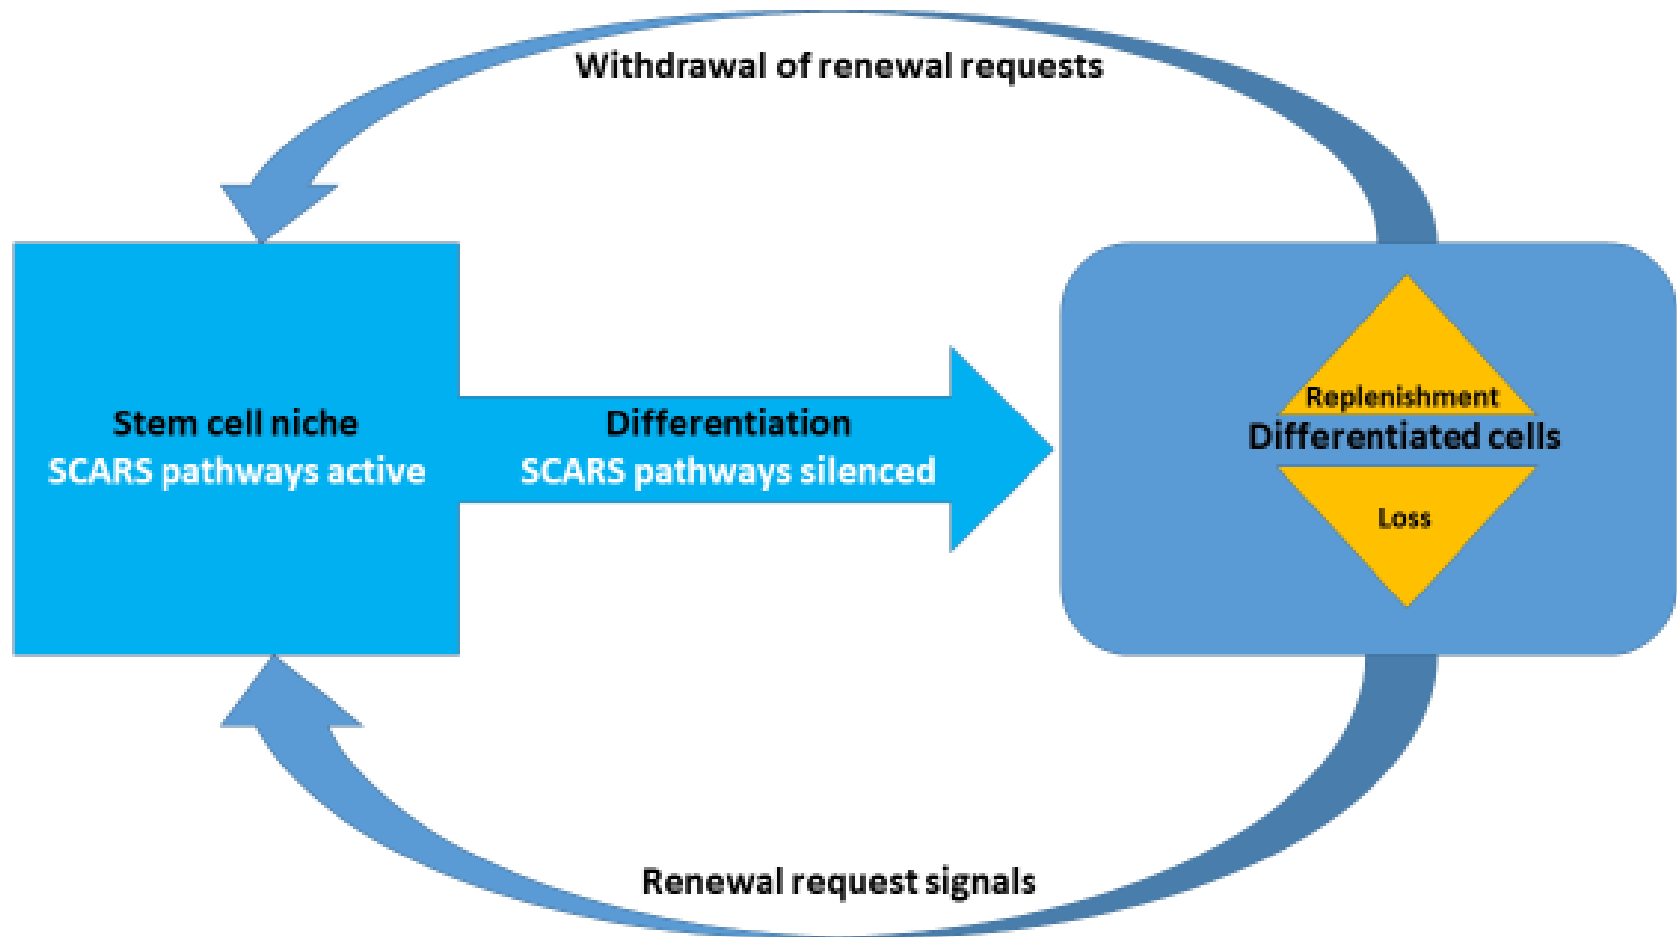 Withdrawal of renewal requests
Stem cell niche
SCARS pathways active
Differentiation
SCARS pathways silenced
Replenishment
Differentiated cells
Loss
Renewal request signals